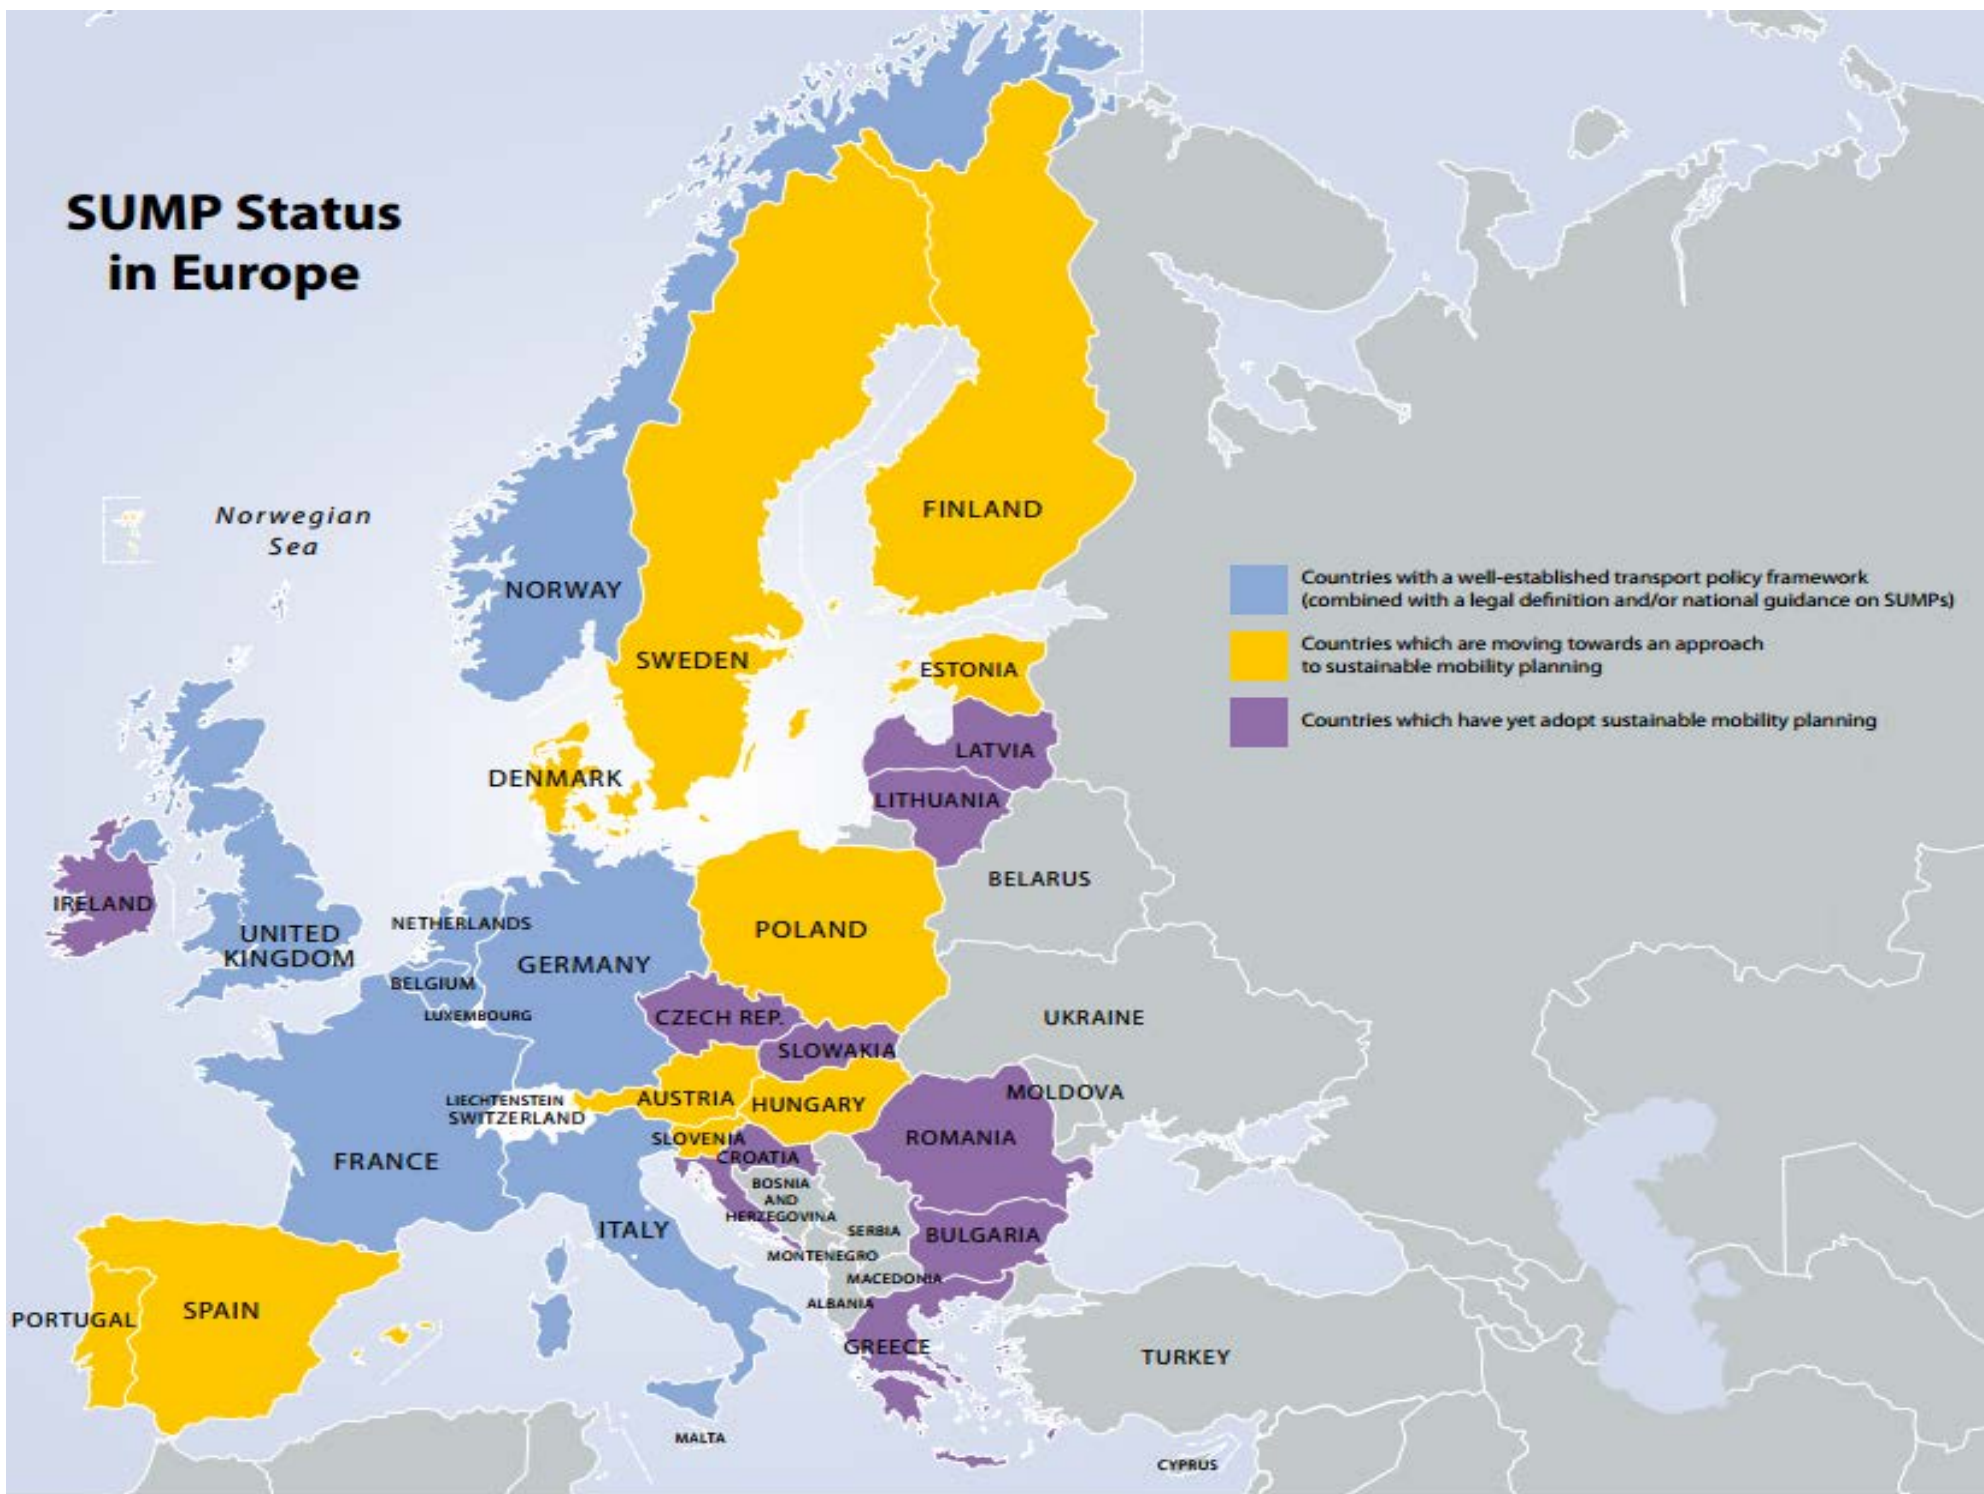 SUMP Status
in Europe
Norwegian
Sea
NORWAY
FINLAND
SWEDEN
ESTONIA
Countries with a well-established transport policy framework
(combined with a legal definition and/or national guidance on SUMPs)
Countries which are moving towards an approach
to sustainable mobility planning
Countries which have yet adopt sustainable mobility planning
LATVIA
DENMARK
LITHUANIA
BELARUS
IRELAND
UNITED
KINGDOM
NETHERLANDS
POLAND
GERMANY
BELGIUM
LUXEMBOURG
CZECH REP.
UKRAINE
SLOWAKIA
LIECHTENSTEIN
SWITZERLAND
AUSTRIA
HUNGARY
MOLDOVA
SLOVENIA
ROMANIA
CROATIA
FRANCE
BOSNIA
AND
HERZEGOVINA
ITALY
SERBIA
BULGARIA
MONTENEGRO
MACEDONIA
ALBANIA
PORTUGAL
SPAIN
GREECE
TURKEY
MALTA
CYPRUS